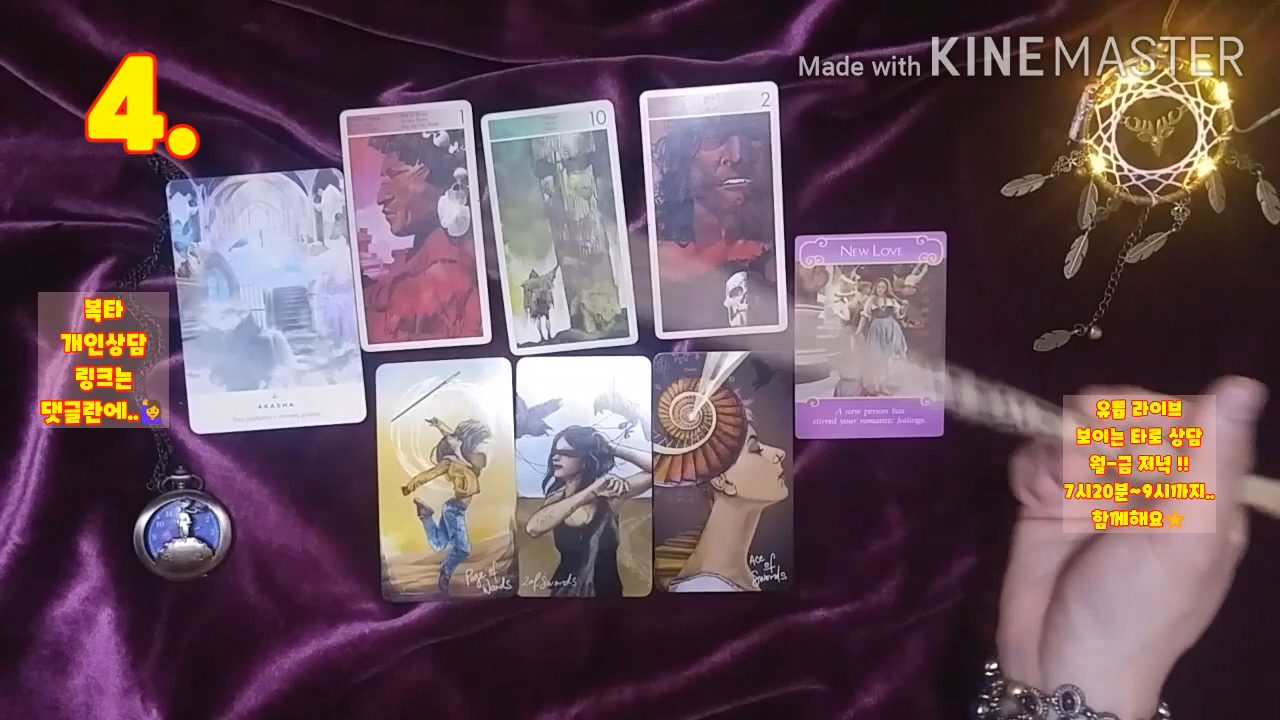 4.
Made with KINEMASTER
1
10
2
NEW LOVE
A new person has
stirred your romantic feelings.
AKASHA
복타
개인상담
링크는
댓글란에..🙋
유튭 라이브
보이는 타로 상담
월-금 저녁 !!
7시20분~9시까지..
함께해요⭐
Page of
Wands
2 of Swords
Ace
of
Swords